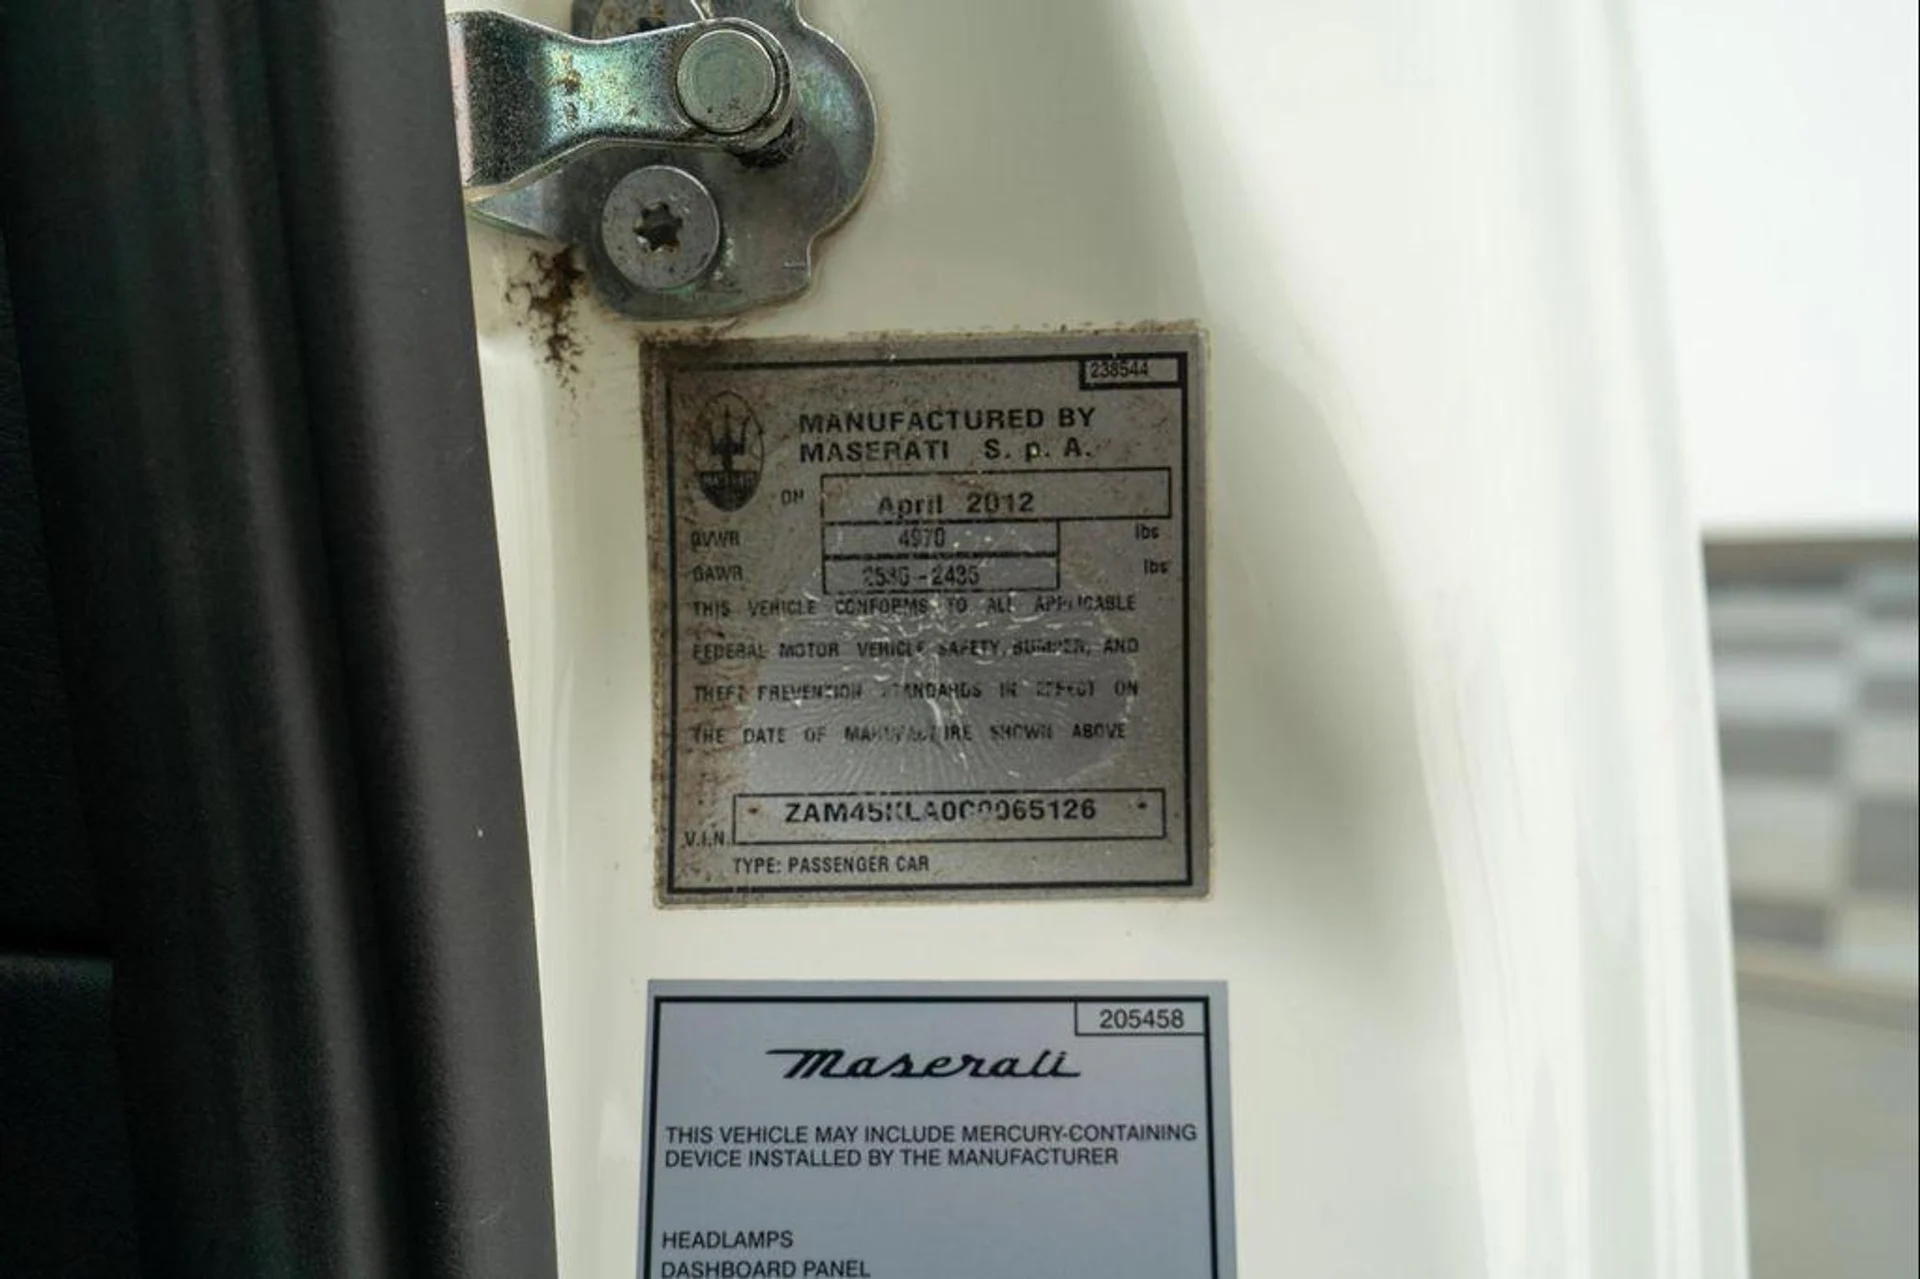 238544
MANUFACTURED BY
MASERATI S. p. A.
ON April 2012
GVWR 4970 lbs
GAWR - 2435 lbs
THIS VEHICLE CONFORMS TO ALL APPLICABLE
FEDERAL MOTOR VEHICLE SAFETY, BUMPER, AND
THEFT PREVENTION STANDARDS IN EFFECT ON
THE DATE OF MANUFACTURE SHOWN ABOVE
V.I.N.
TYPE: PASSENGER CAR
205458
Maserati
THIS VEHICLE MAY INCLUDE MERCURY-CONTAINING
DEVICE INSTALLED BY THE MANUFACTURER
HEADLAMPS
DASHBOARD PANEL